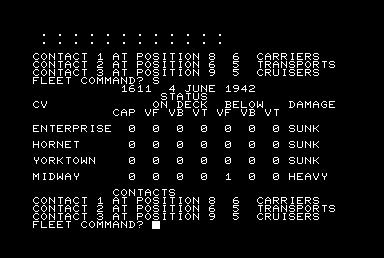 . . . . . . . . . . . .
. . . . . . . . . . . .
CONTACT 1 AT POSITION 8 6 CARRIERS
CONTACT 2 AT POSITION 6 5 TRANSPORTS
CONTACT 3 AT POSITION 9 5 CRUISERS
FLEET COMMAND? S
1611 4 JUNE 1942
STATUS
CV ON DECK BELOW DAMAGE
CAP VF VB VT VF VB VT
ENTERPRISE 0 0 0 0 0 0 0 SUNK
HORNET 0 0 0 0 0 0 0 SUNK
YORKTOWN 0 0 0 0 0 0 0 SUNK
MIDWAY 0 0 0 0 1 0 0 HEAVY
CONTACTS
CONTACT 1 AT POSITION 8 6 CARRIERS
CONTACT 2 AT POSITION 6 5 TRANSPORTS
CONTACT 3 AT POSITION 9 5 CRUISERS
FLEET COMMAND?